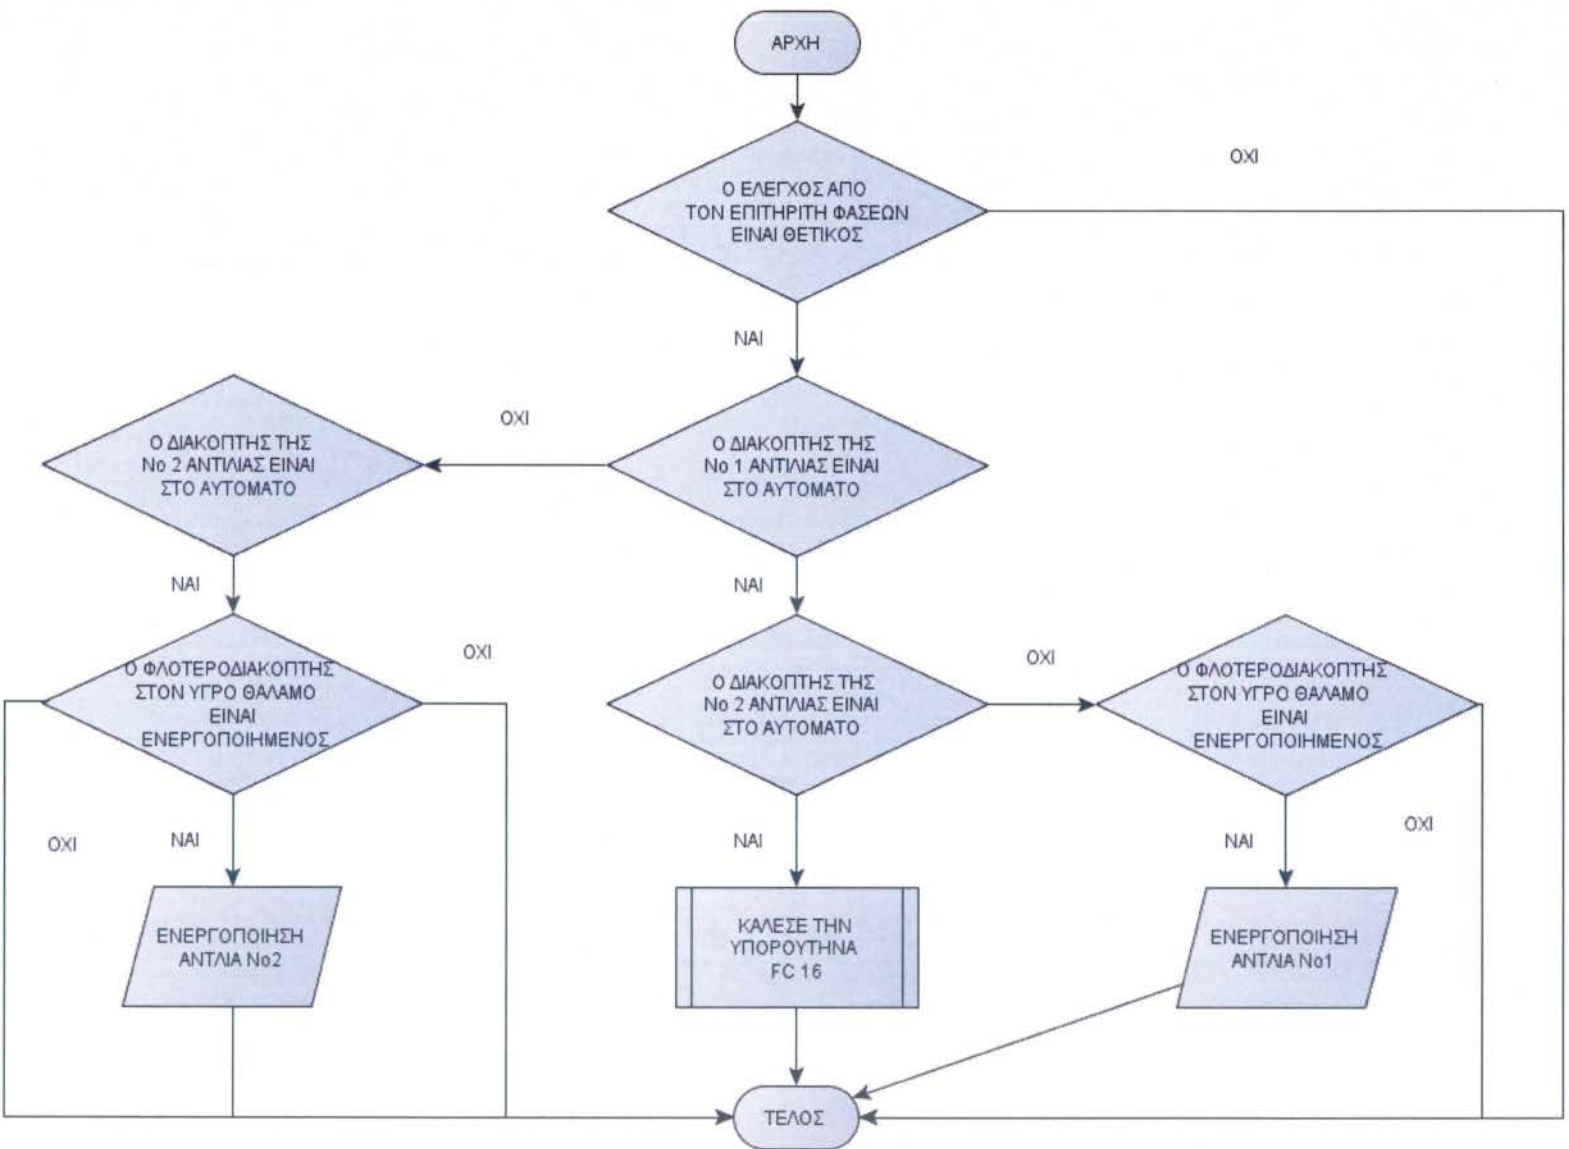 ΑΡΧΗ
ΟΧΙ
Ο ΕΛΕΓΧΟΣ ΑΠΟ
ΤΟΝ ΕΠΙΤΗΡΙΤΗ ΦΑΣΕΩΝ
ΕΙΝΑΙ ΘΕΤΙΚΟΣ
ΝΑΙ
ΟΧΙ
Ο ΔΙΑΚΟΠΤΗΣ ΤΗΣ
Νο 2 ΑΝΤΙΛΙΑΣ ΕΙΝΑΙ
ΣΤΟ ΑΥΤΟΜΑΤΟ
Ο ΔΙΑΚΟΠΤΗΣ ΤΗΣ
Νο 1 ΑΝΤΙΛΙΑΣ ΕΙΝΑΙ
ΣΤΟ ΑΥΤΟΜΑΤΟ
ΝΑΙ
ΝΑΙ
Ο ΦΛΟΤΕΡΟΔΙΑΚΟΠΤΗΣ
ΣΤΟΝ ΥΓΡΟ ΘΑΛΑΜΟ
ΕΙΝΑΙ
ΕΝΕΡΓΟΠΟΙΗΜΕΝΟΣ
ΟΧΙ
Ο ΔΙΑΚΟΠΤΗΣ ΤΗΣ
Νο 2 ΑΝΤΙΛΙΑΣ ΕΙΝΑΙ
ΣΤΟ ΑΥΤΟΜΑΤΟ
ΟΧΙ
Ο ΦΛΟΤΕΡΟΔΙΑΚΟΠΤΗΣ
ΣΤΟΝ ΥΓΡΟ ΘΑΛΑΜΟ
ΕΙΝΑΙ
ΕΝΕΡΓΟΠΟΙΗΜΕΝΟΣ
ΟΧΙ
ΝΑΙ
ΝΑΙ
ΝΑΙ
ΟΧΙ
ΕΝΕΡΓΟΠΟΙΗΣΗ
ΑΝΤΛΙΑ Νο2
ΚΑΛΕΣΕ ΤΗΝ
ΥΠΟΡΟΥΤΗΝΑ
FC 16
ΕΝΕΡΓΟΠΟΙΗΣΗ
ΑΝΤΛΙΑ Νο1
ΤΕΛΟΣ